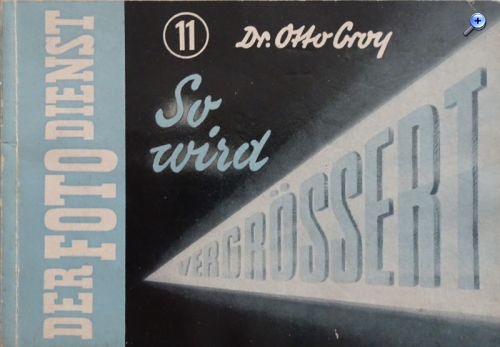 DER FOTO DIENST
11
Dr. Otto Croy
So
wird
VERGRÖSSERT